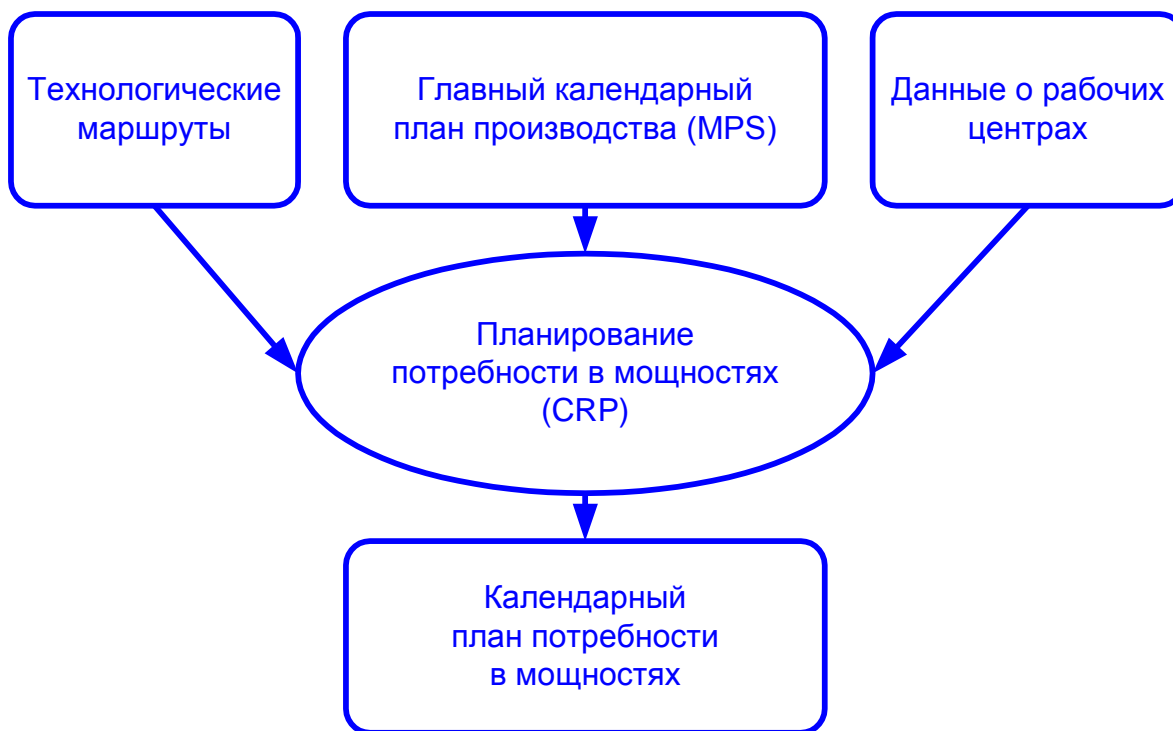 Технологические
маршруты
Главный календарный
план производства (MPS)
Данные о рабочих
центрах
Планирование
потребности в мощностях
(CRP)
Календарный
план потребности
в мощностях